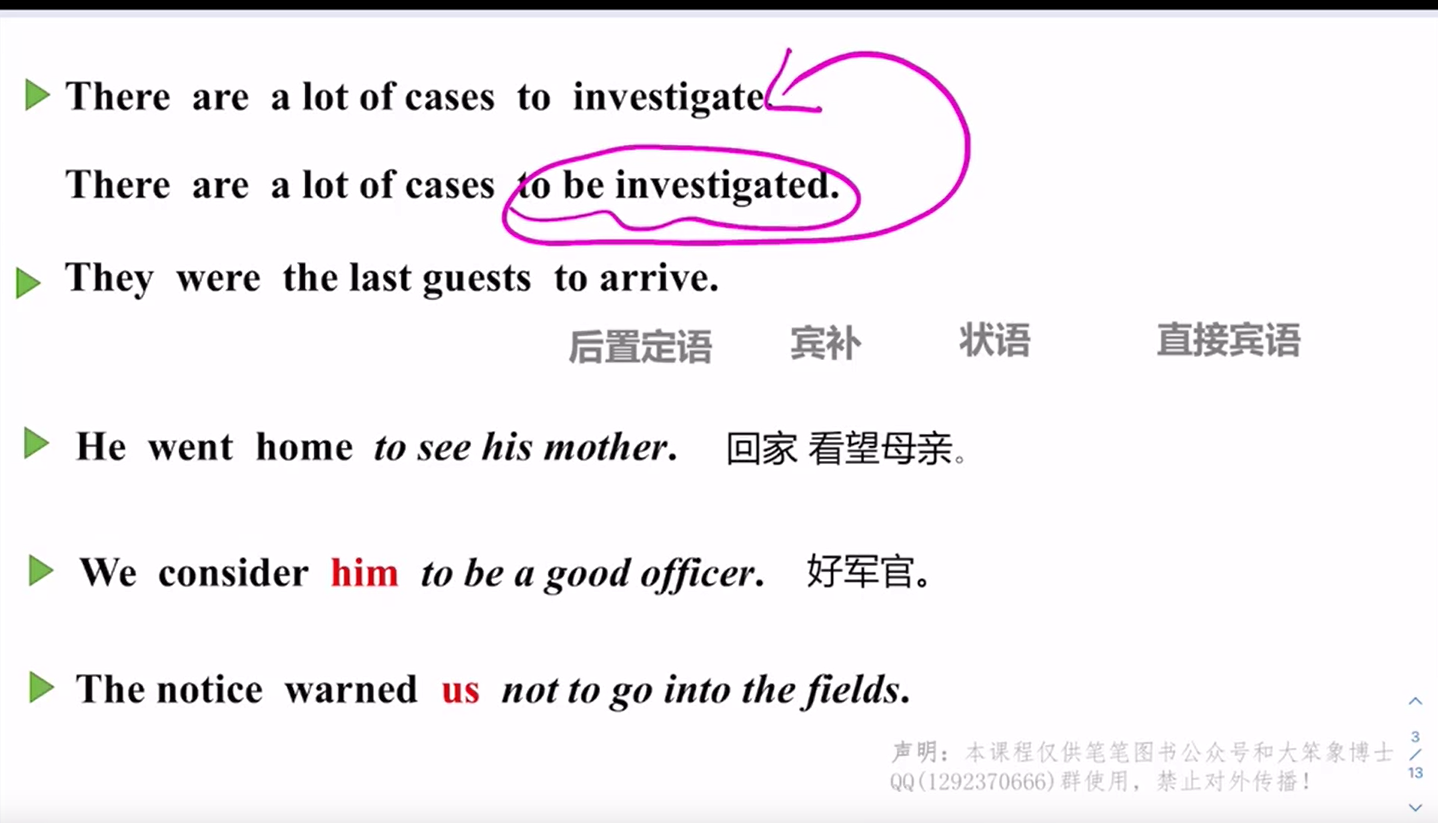 There are a lot of cases to investigate.
There are a lot of cases to be investigated.
They were the last guests to arrive.
后置定语 宾补 状语 直接宾语
He went home to see his mother. 回家 看望母亲。
We consider him to be a good officer. 好军官。
The notice warned us not to go into the fields.
声明：本课程仅供笔笔图书公众号和大笨象博士
QQ(1292370666)群使用，禁止对外传播！
3
/
13